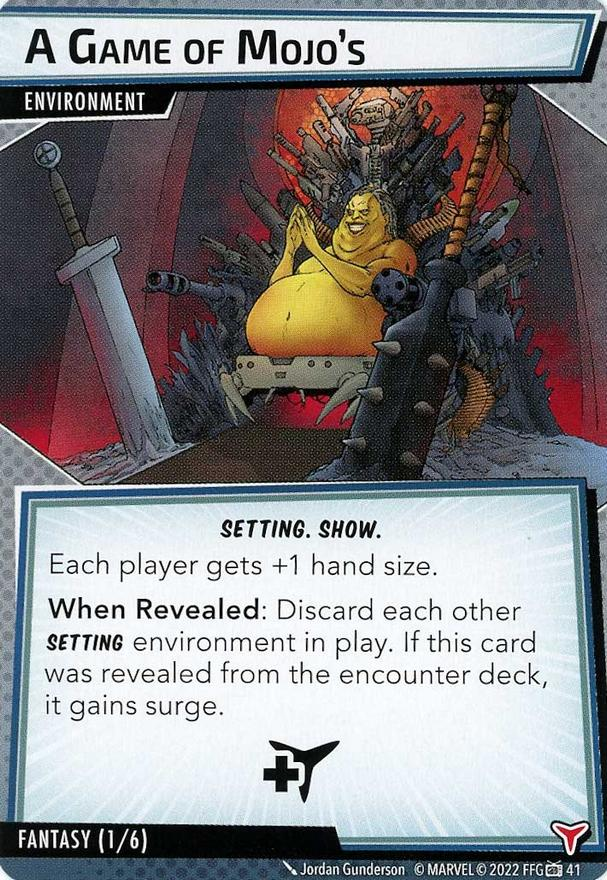 A Game of Mojo's
ENVIRONMENT
SETTING. SHOW.
Each player gets +1 hand size.
When Revealed: Discard each other
SETTING environment in play. If this card
was revealed from the encounter deck,
it gains surge.
FANTASY (1/6)
Jordan Gunderson © MARVEL © 2022 FFG 41